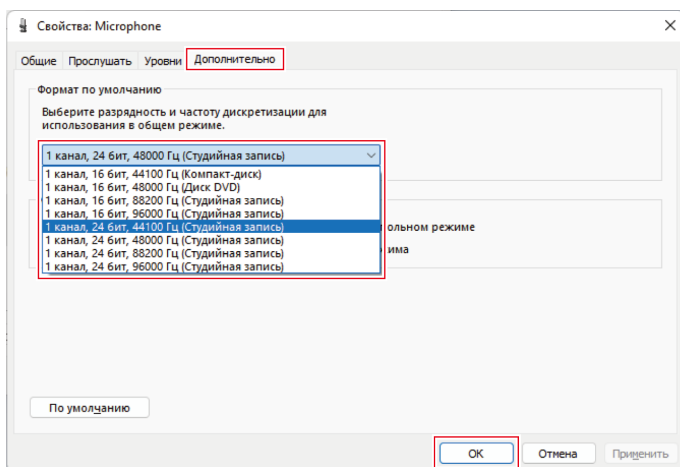 Свойства: Microphone
Общие Прослушать Уровни Дополнительно
Формат по умолчанию
Выберите разрядность и частоту дискретизации для
использования в общем режиме.
1 канал, 24 бит, 48000 Гц (Студийная запись)
1 канал, 16 бит, 44100 Гц (Компакт-диск)
1 канал, 16 бит, 48000 Гц (Диск DVD)
1 канал, 16 бит, 88200 Гц (Студийная запись)
1 канал, 16 бит, 96000 Гц (Студийная запись)
1 канал, 24 бит, 44100 Гц (Студийная запись)
ольном режиме
1 канал, 24 бит, 48000 Гц (Студийная запись)
1 канал, 24 бит, 88200 Гц (Студийная запись)
има
1 канал, 24 бит, 96000 Гц (Студийная запись)
По умолчанию
ОК Отмена Применить